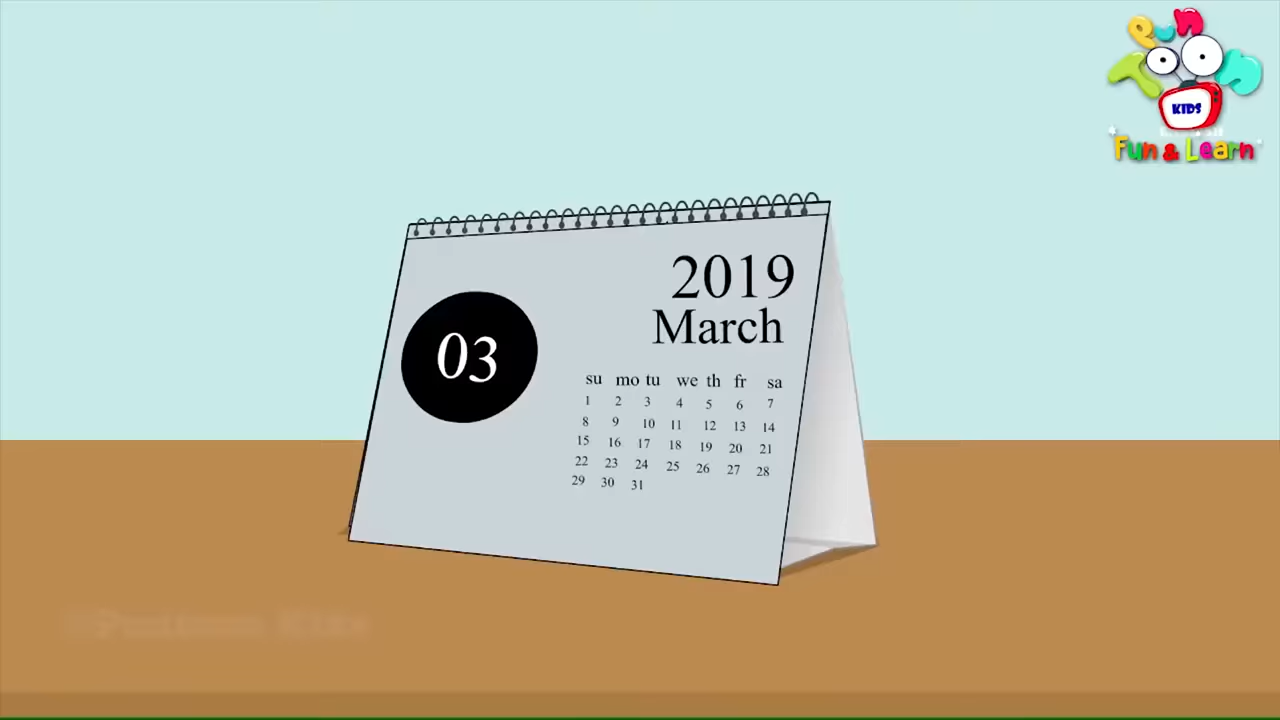 PunToon
KIDS
Fun & Learn
2019
March
03
su mo tu we th fr sa
1 2 3 4 5 6 7
8 9 10 11 12 13 14
15 16 17 18 19 20 21
22 23 24 25 26 27 28
29 30 31